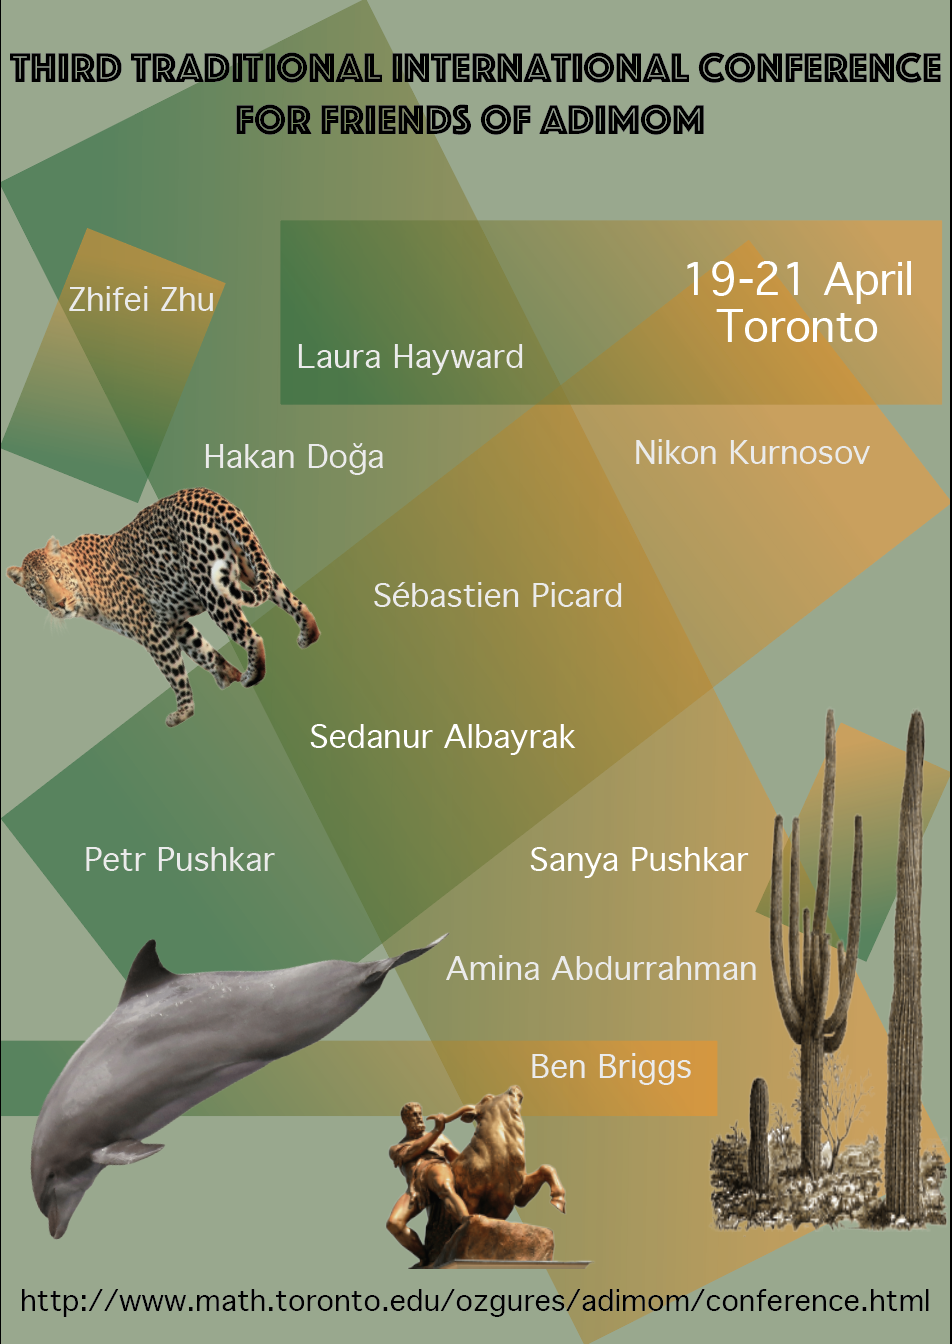 THIRD TRADITIONAL INTERNATIONAL CONFERENCE
FOR FRIENDS OF ADIMOM
19-21 April
Toronto
Zhifei Zhu
Laura Hayward
Hakan Doğa
Nikon Kurnosov
Sébastien Picard
Sedanur Albayrak
Petr Pushkar
Sanya Pushkar
Amina Abdurrahman
Ben Briggs
http://www.math.toronto.edu/ozgures/adimom/conference.html